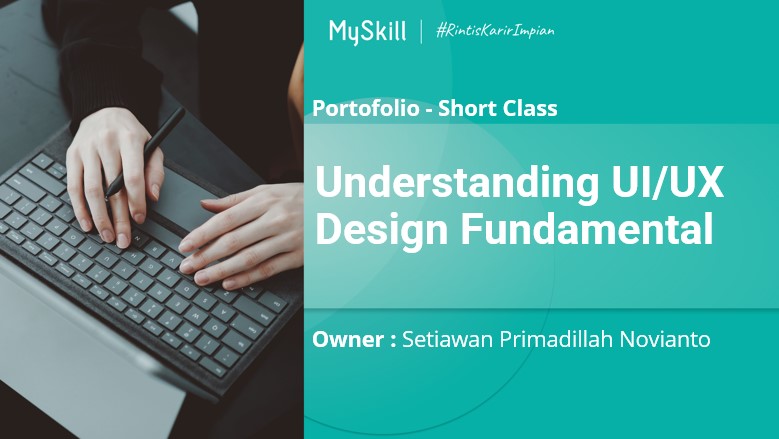 MySkill | #RintisKarirImpian
Portofolio - Short Class
Understanding UI/UX
Design Fundamental
Owner : Setiawan Primadillah Novianto